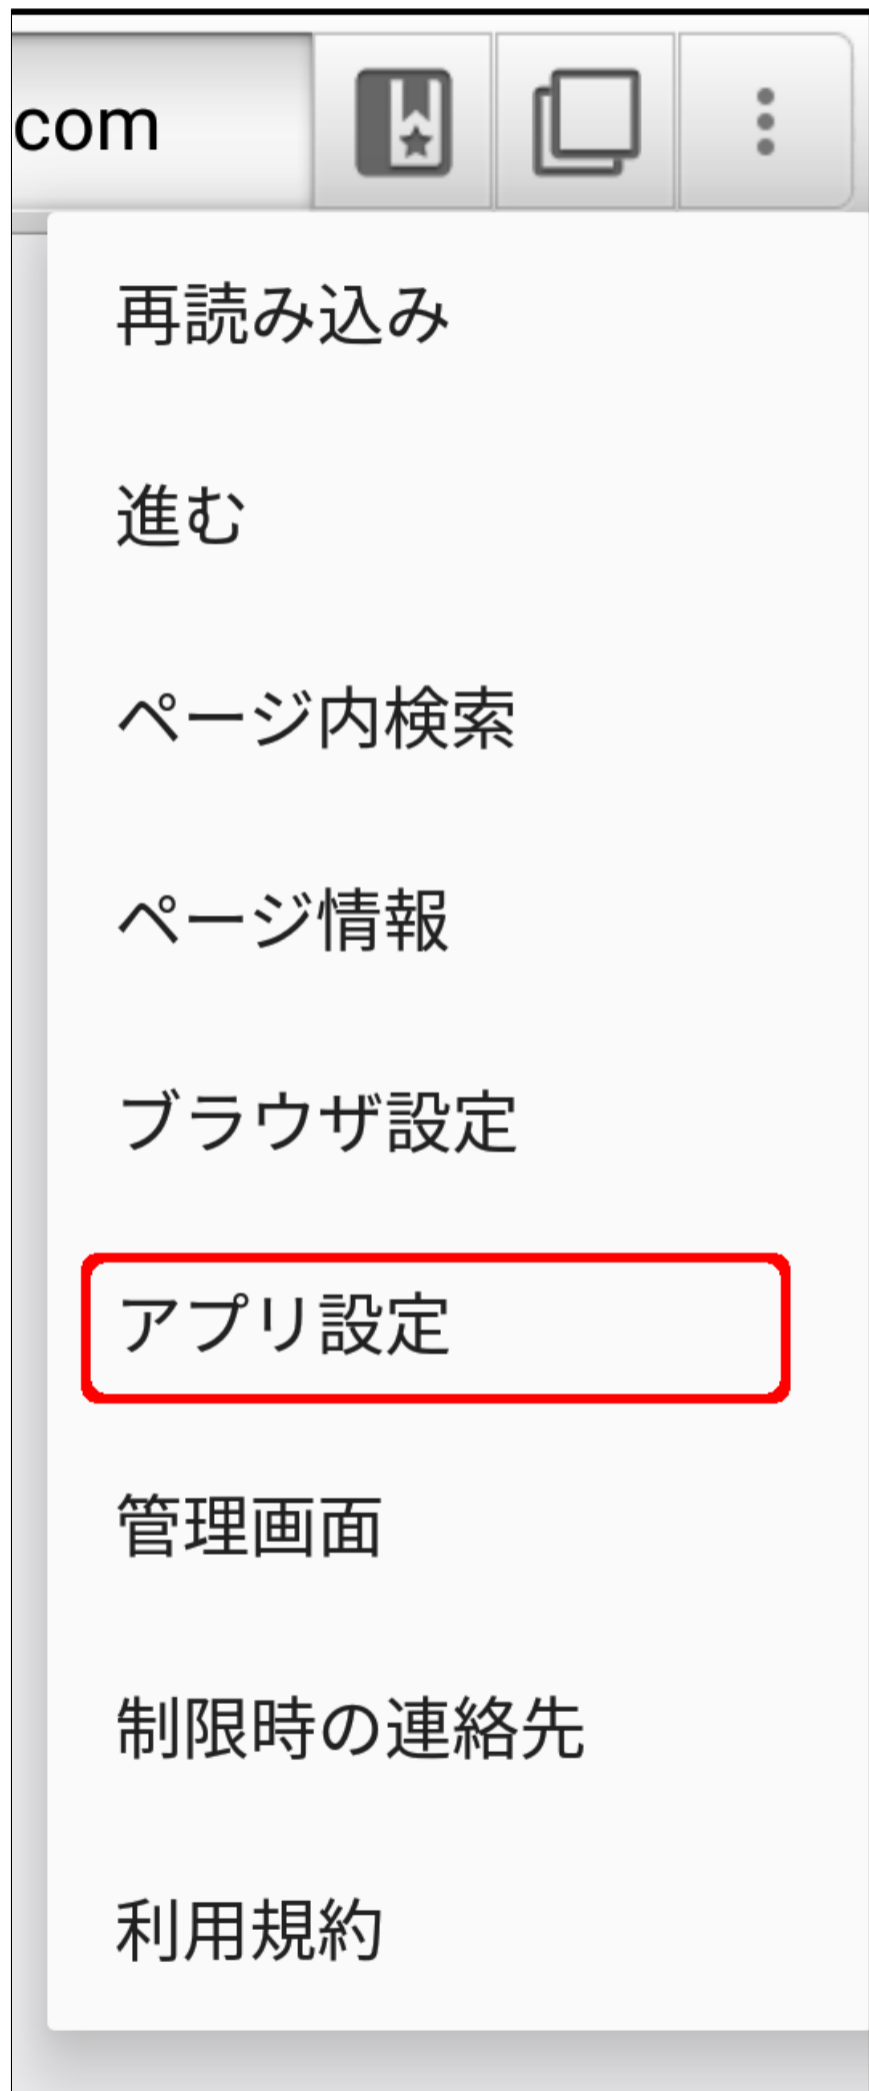 com
再読み込み
進む
ページ内検索
ページ情報
ブラウザ設定
アプリ設定
管理画面
制限時の連絡先
利用規約